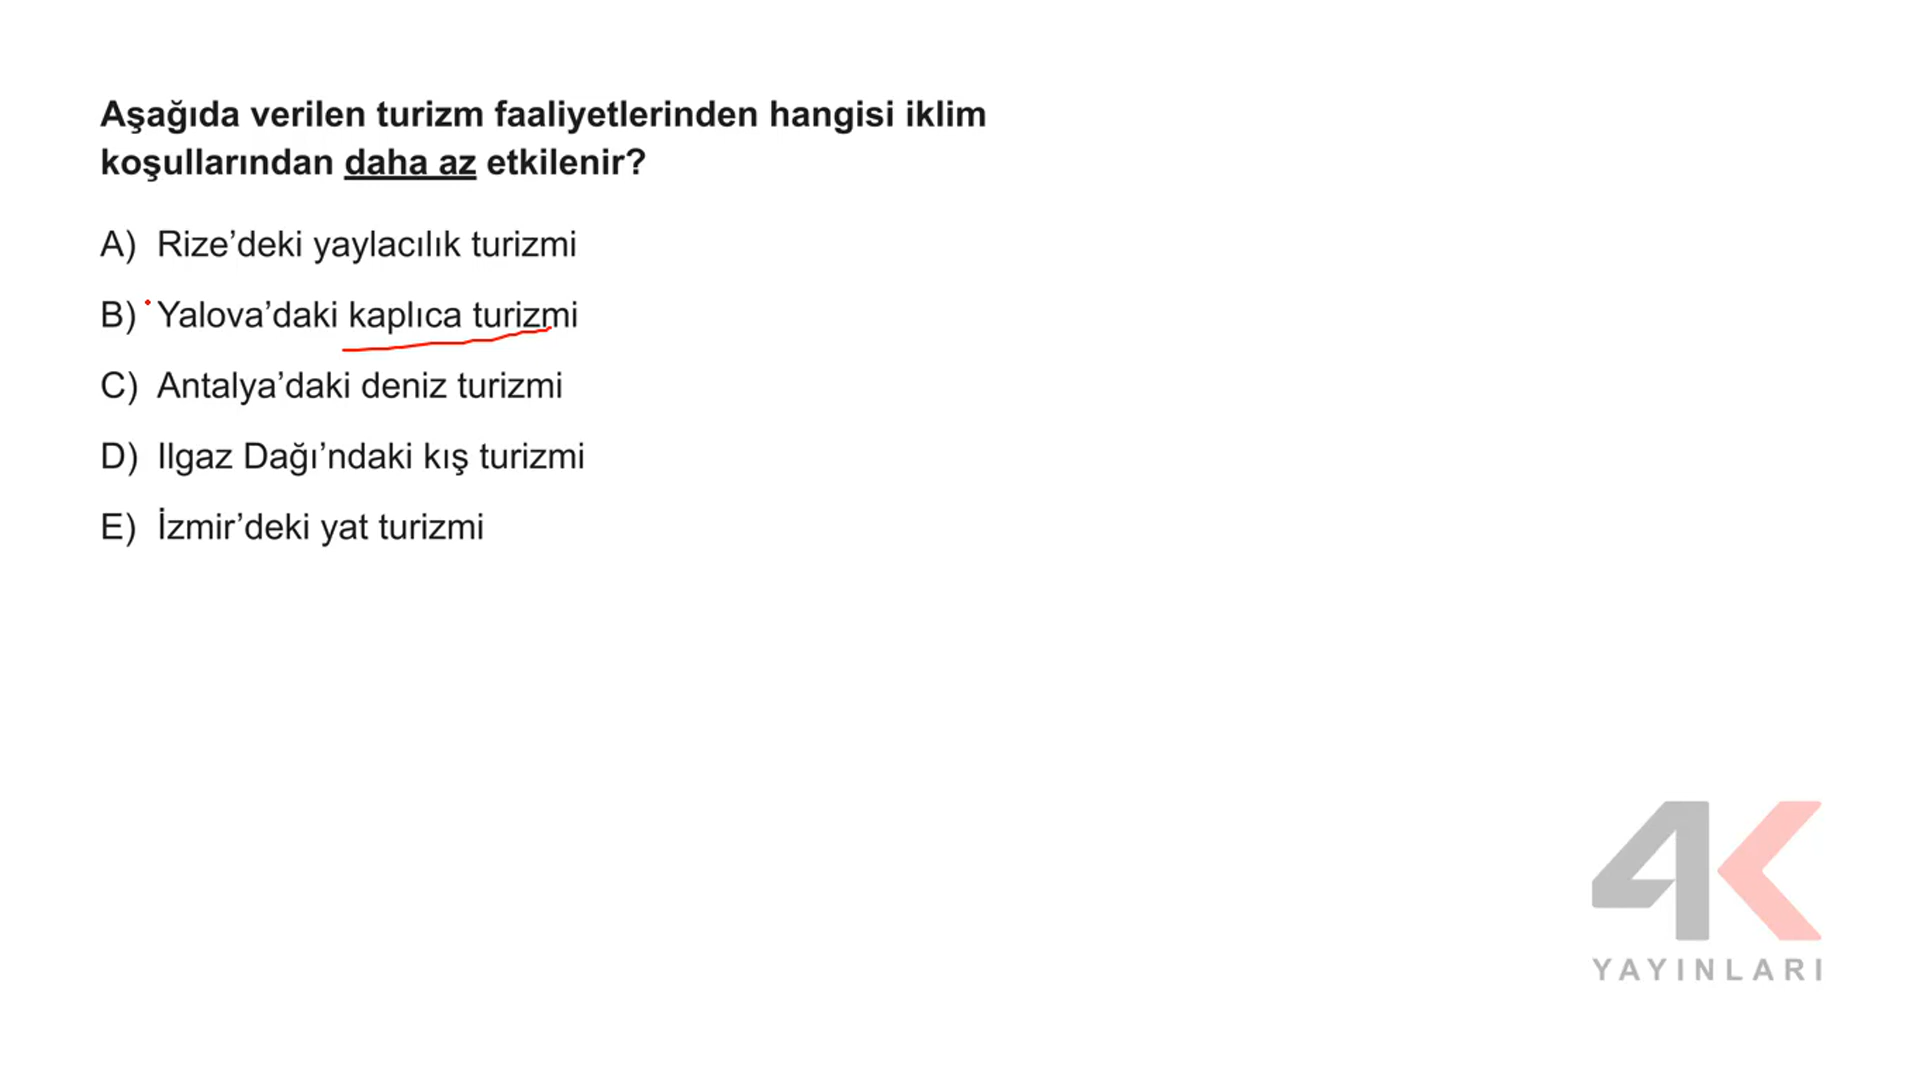 Aşağıda verilen turizm faaliyetlerinden hangisi iklim
koşullarından daha az etkilenir?
A) Rize’deki yaylacılık turizmi
B) Yalova’daki kaplıca turizmi
C) Antalya’daki deniz turizmi
D) Ilgaz Dağı’ndaki kış turizmi
E) İzmir’deki yat turizmi
4K
YAYINLARI